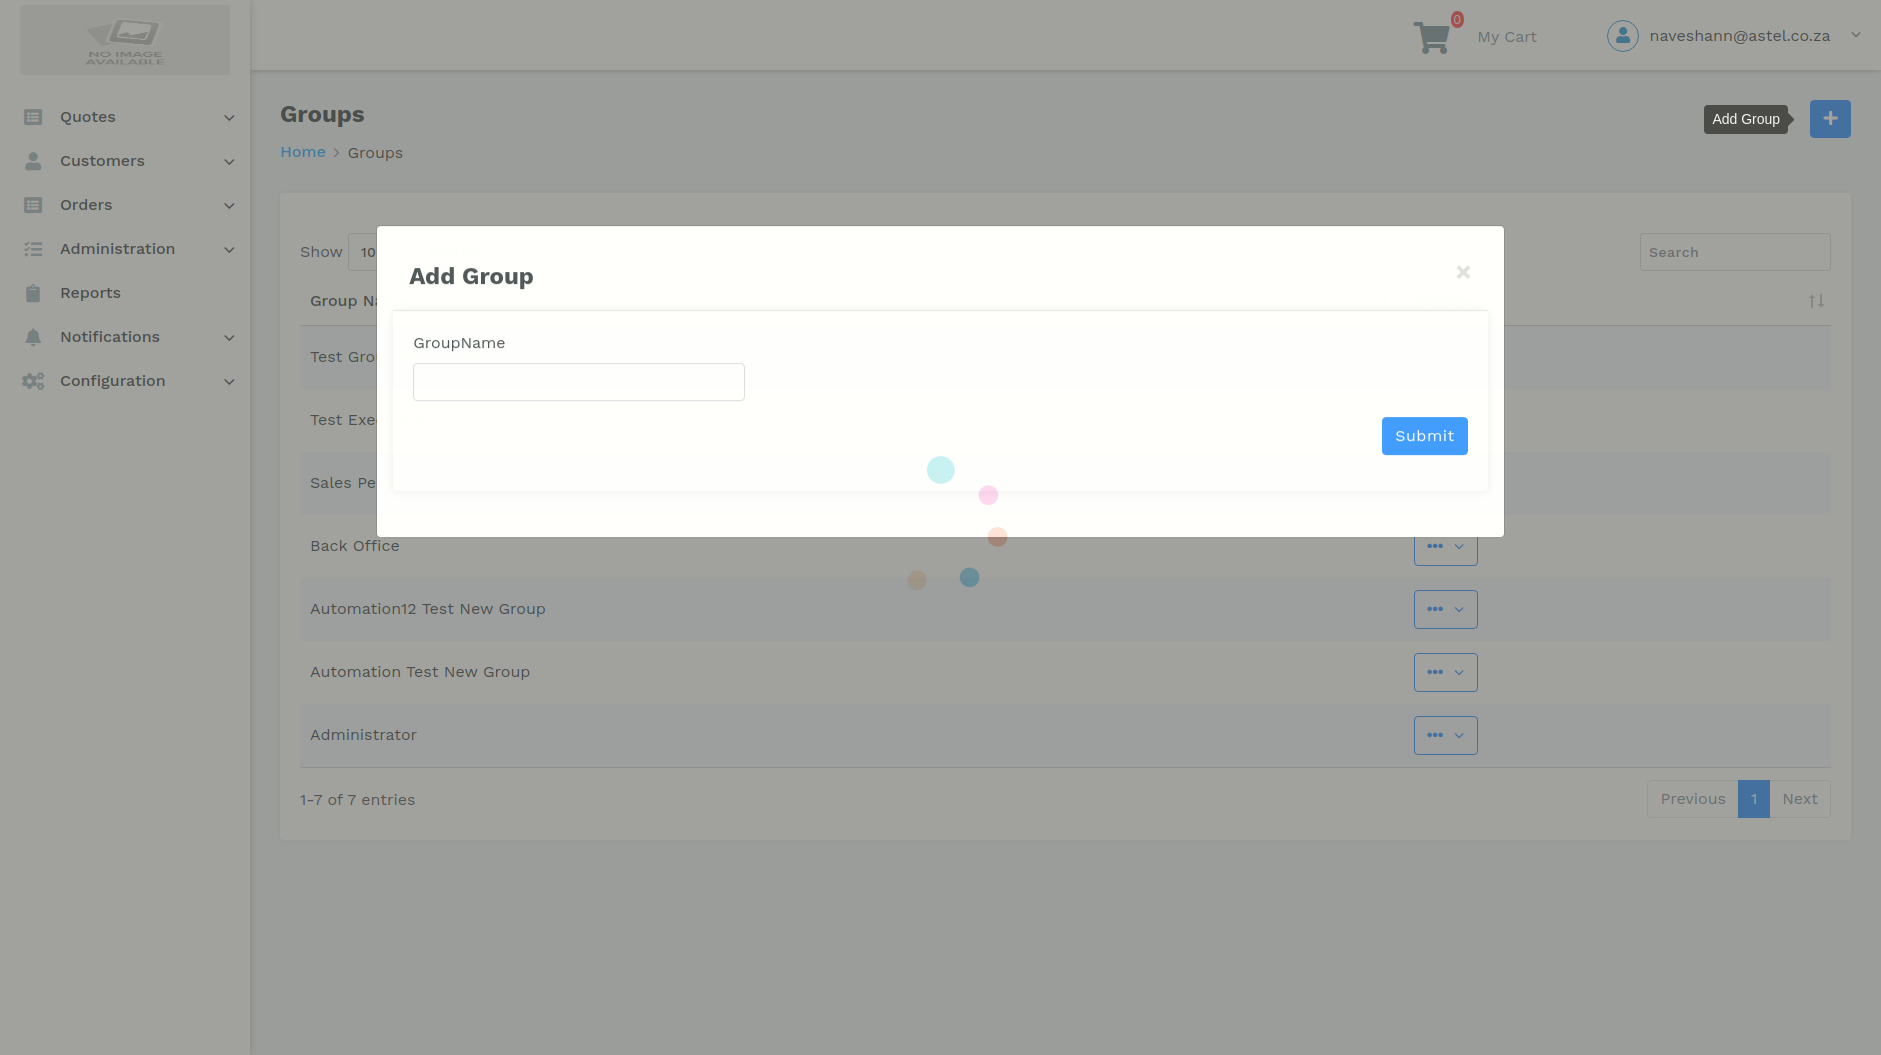 NO IMAGE
AVAILABLE
0
My Cart
naveshann@astel.co.za
Quotes
Customers
Orders
Administration
Reports
Notifications
Configuration
Groups
Add Group
Home > Groups
Show 10
Search
Add Group
×
Group Na
GroupName
Test Grou
Submit
Test Exe
Sales Pe
Back Office
Automation12 Test New Group
Automation Test New Group
Administrator
1-7 of 7 entries
Previous 1 Next